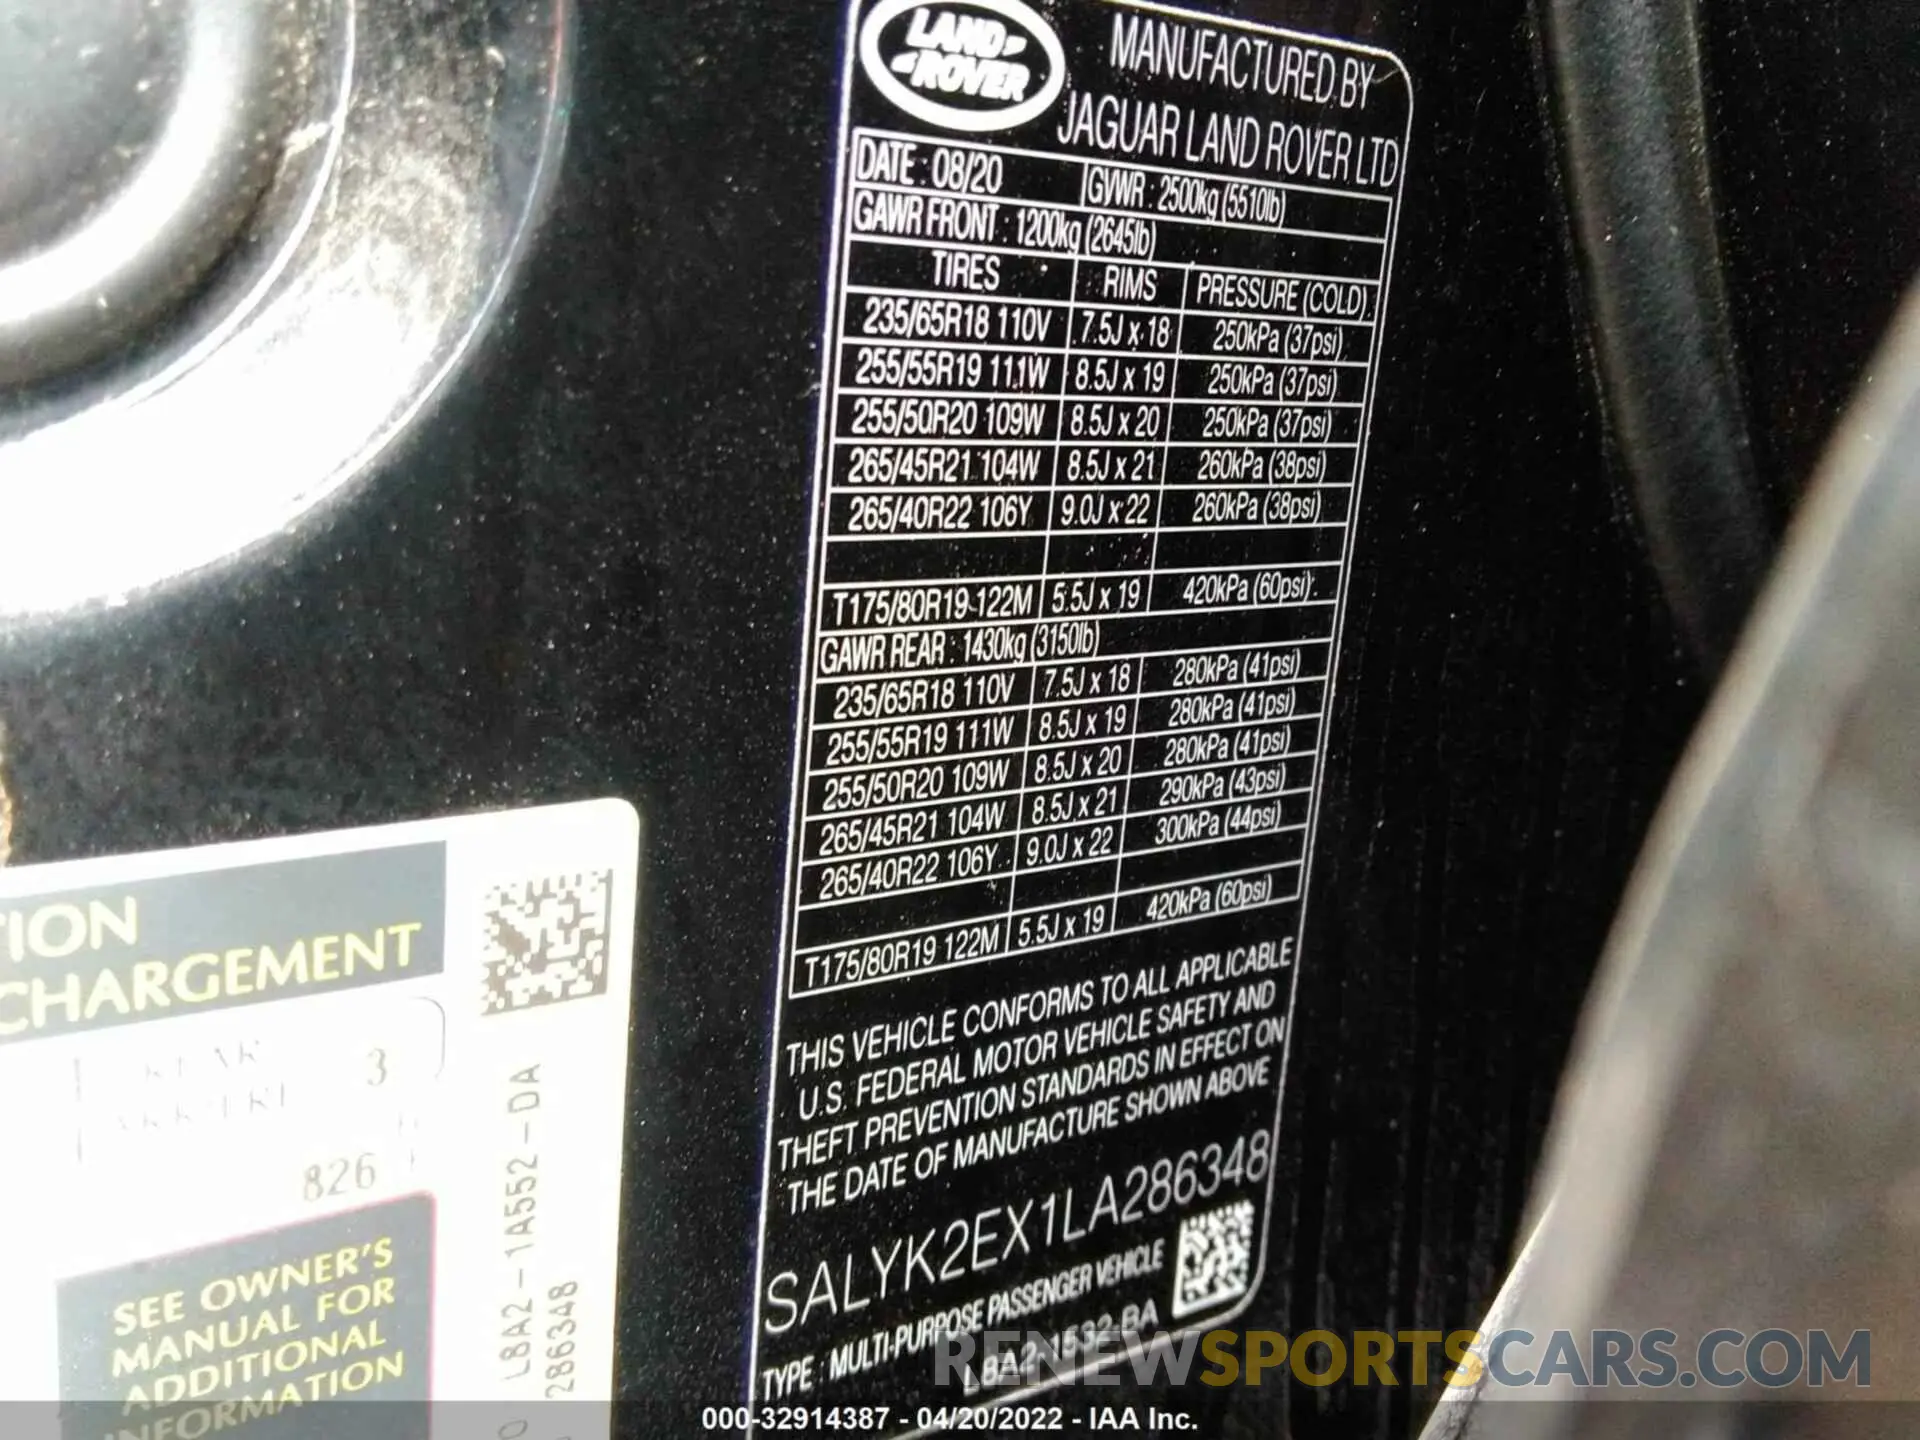 LAND ROVER
MANUFACTURED BY
JAGUAR LAND ROVER LTD
DATE : 08/20 GVWR : 2500kg (5510lb)
GAWR FRONT : 1200kg (2645lb)
TIRES RIMS PRESSURE (COLD)
235/65R18 110V 7.5J x 18 250kPa (37psi)
255/55R19 111W 8.5J x 19 250kPa (37psi)
255/50R20 109W 8.5J x 20 250kPa (37psi)
265/45R21 104W 8.5J x 21 260kPa (38psi)
265/40R22 106Y 9.0J x 22 260kPa (38psi)
T175/80R19 122M 5.5J x 19 420kPa (60psi)
GAWR REAR : 1430kg (3150lb)
235/65R18 110V 7.5J x 18 280kPa (41psi)
255/55R19 111W 8.5J x 19 280kPa (41psi)
255/50R20 109W 8.5J x 20 280kPa (41psi)
265/45R21 104W 8.5J x 21 290kPa (43psi)
265/40R22 106Y 9.0J x 22 300kPa (44psi)
T175/80R19 122M 5.5J x 19 420kPa (60psi)
THIS VEHICLE CONFORMS TO ALL APPLICABLE
U.S. FEDERAL MOTOR VEHICLE SAFETY AND
THEFT PREVENTION STANDARDS IN EFFECT ON
THE DATE OF MANUFACTURE SHOWN ABOVE
SALYK2EX1LA286348
TYPE : MULTI-PURPOSE PASSENGER VEHICLE
L8A2-1532-BA
TION
CHARGEMENT
REAR 3
826
SEE OWNER'S
MANUAL FOR
ADDITIONAL
INFORMATION
L8A2-1A552-DA
286348
RENEWSPORTSCARS.COM
000-32914387 - 04/20/2022 - IAA Inc.